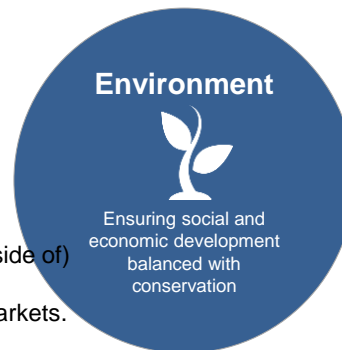 Environment
Ensuring social and
economic development
side of)
balanced with
conservation
arkets.